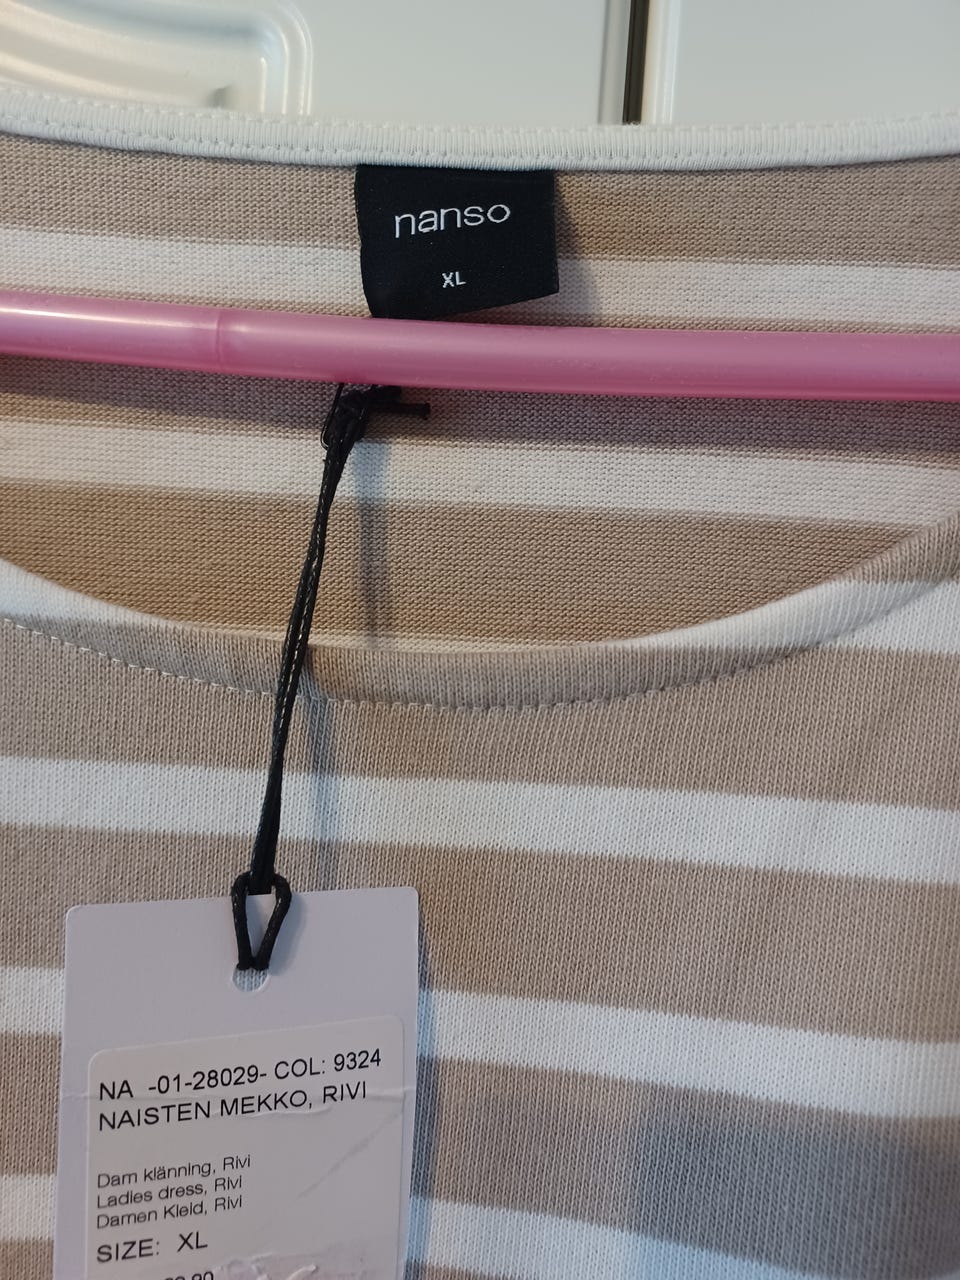 nanso
XL
NA -01-28029- COL: 9324
NAISTEN MEKKO, RIVI
Dam klänning, Rivi
Ladies dress, Rivi
Damen Kleid, Rivi
SIZE: XL